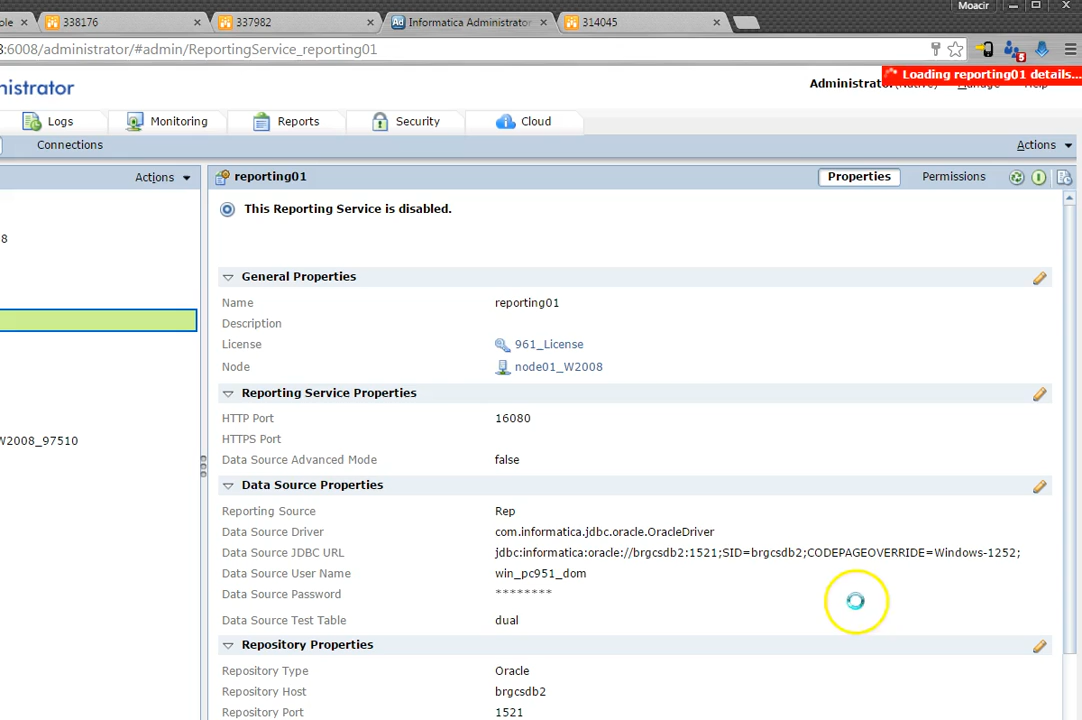 Moacir
ole
338176
337982
Informatica Administrator
314045
3:6008/administrator/#admin/ReportingService_reporting01
8
ninistrator
Administrator
Loading reporting01 details...
Logs
Monitoring
Reports
Security
Cloud
Connections
Actions
Actions
reporting01
Properties
Permissions
This Reporting Service is disabled.
8
General Properties
Name reporting01
Description
License 961_License
Node node01_W2008
Reporting Service Properties
HTTP Port 16080
W2008_97510
HTTPS Port
Data Source Advanced Mode false
Data Source Properties
Reporting Source Rep
Data Source Driver com.informatica.jdbc.oracle.OracleDriver
Data Source JDBC URL jdbc:informatica:oracle://brgcsdb2:1521;SID=brgcsdb2;CODEPAGEOVERRIDE=Windows-1252;
Data Source User Name win_pc951_dom
Data Source Password ********
Data Source Test Table dual
Repository Properties
Repository Type Oracle
Repository Host brgcsdb2
Repository Port 1521